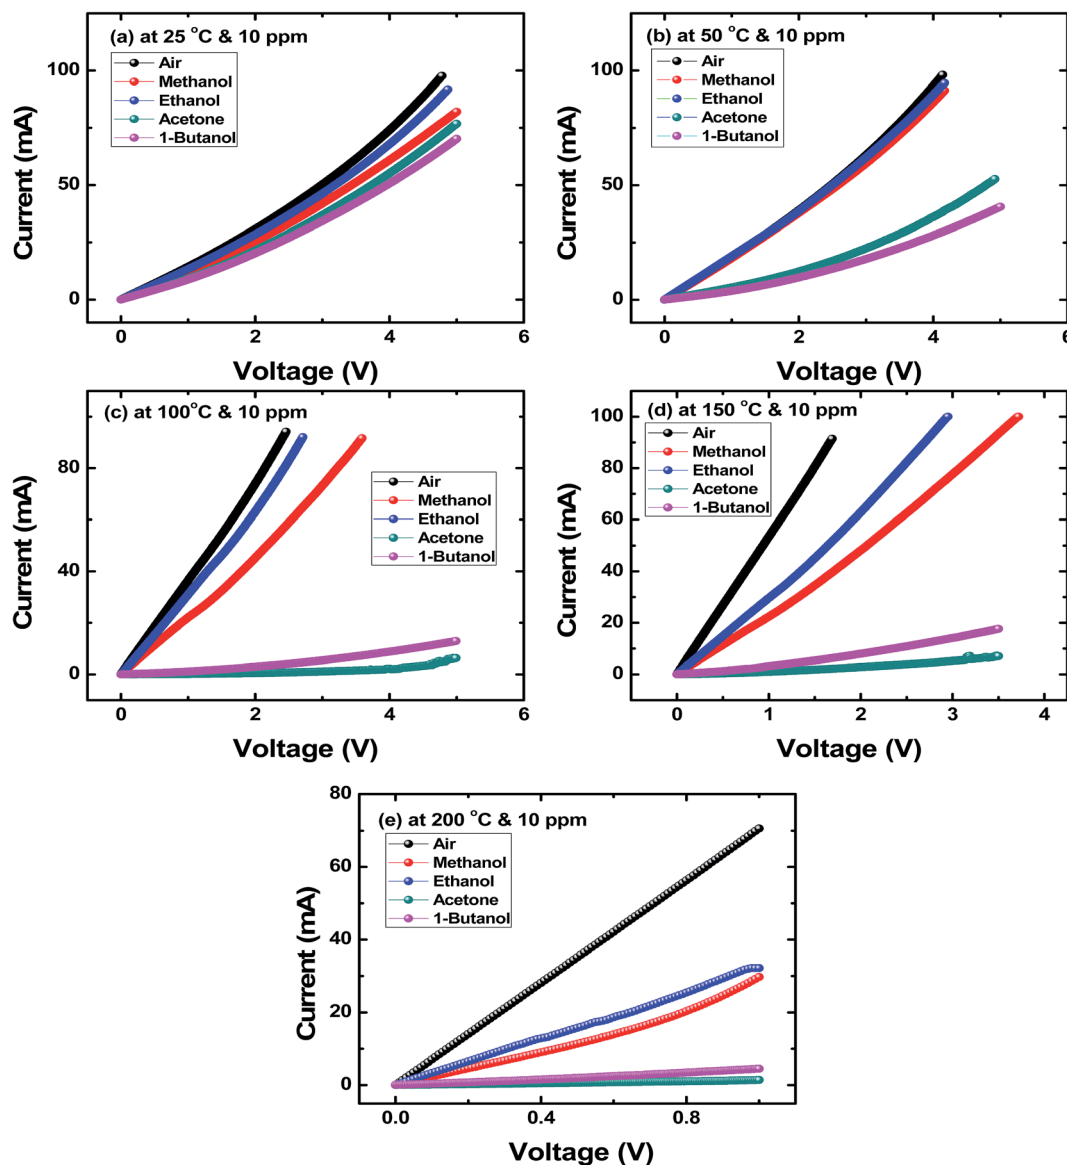 (a) at 25 °C & 10 ppm
Air
Methanol
Ethanol
Acetone
1-Butanol
100
50
0
0
2
4
6
Current (mA)
Voltage (V)
(b) at 50 °C & 10 ppm
Air
Methanol
Ethanol
Acetone
1-Butanol
100
50
0
0
2
4
6
Current (mA)
Voltage (V)
(c) at 100°C & 10 ppm
Air
Methanol
Ethanol
Acetone
1-Butanol
80
40
0
0
2
4
6
Current (mA)
Voltage (V)
(d) at 150 °C & 10 ppm
Air
Methanol
Ethanol
Acetone
1-Butanol
100
80
60
40
20
0
0
1
2
3
4
Current (mA)
Voltage (V)
(e) at 200 °C & 10 ppm
Air
Methanol
Ethanol
Acetone
1-Butanol
80
60
40
20
0
0.0
0.4
0.8
Current (mA)
Voltage (V)